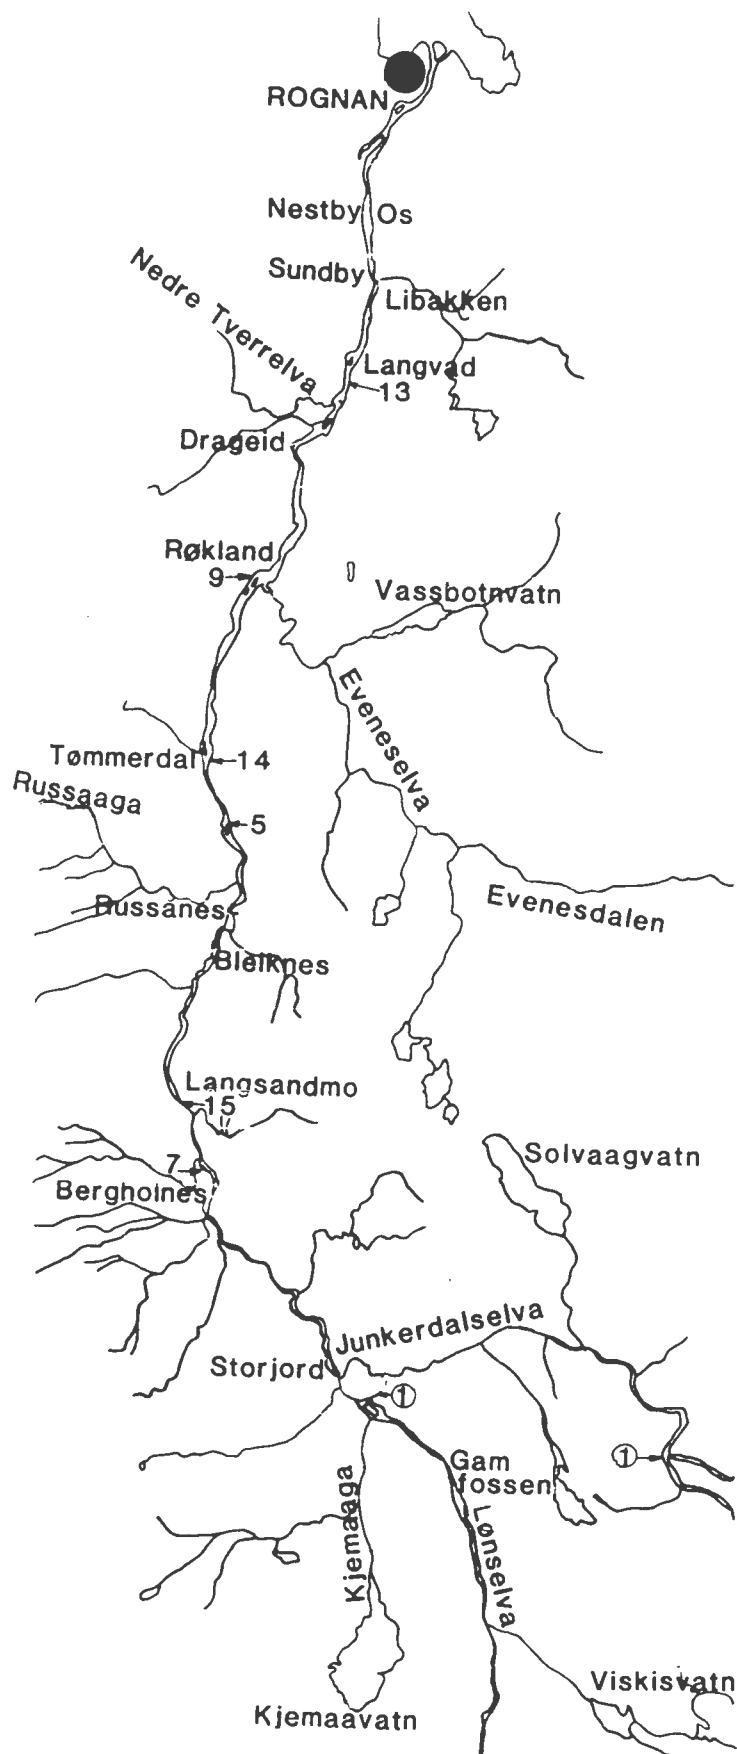 ROGNAN
Nestby Os
Sundby
Libakken
Nedre Tverrelva
Langvad
13
Drageid
Røkland
9
Vassbotnvatn
Eveneselva
Tømmerdal
14
Russaaga
5
Evenesdalen
Russanes
Bleiknes
Langsandmo
15
Solvaagvatn
7
Bergholnes
Junkerdalselva
Storjord
1
Gam
fossen
1
Kjemaaga
Lønselva
Viskisvatn
Kjemaavatn